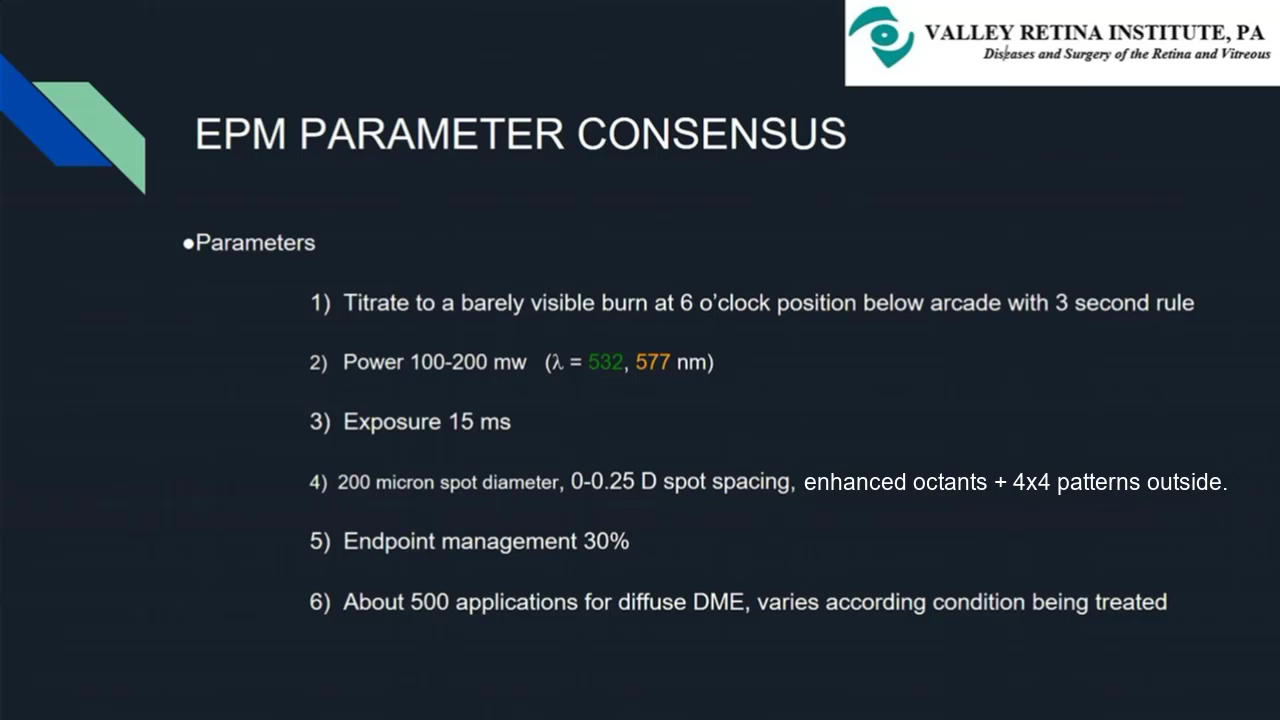 VALLEY RETINA INSTITUTE, PA
Diseases and Surgery of the Retina and Vitreous
EPM PARAMETER CONSENSUS
●Parameters
1) Titrate to a barely visible burn at 6 o’clock position below arcade with 3 second rule
2) Power 100-200 mw (λ = 532, 577 nm)
3) Exposure 15 ms
4) 200 micron spot diameter, 0-0.25 D spot spacing, enhanced octants + 4x4 patterns outside.
5) Endpoint management 30%
6) About 500 applications for diffuse DME, varies according condition being treated